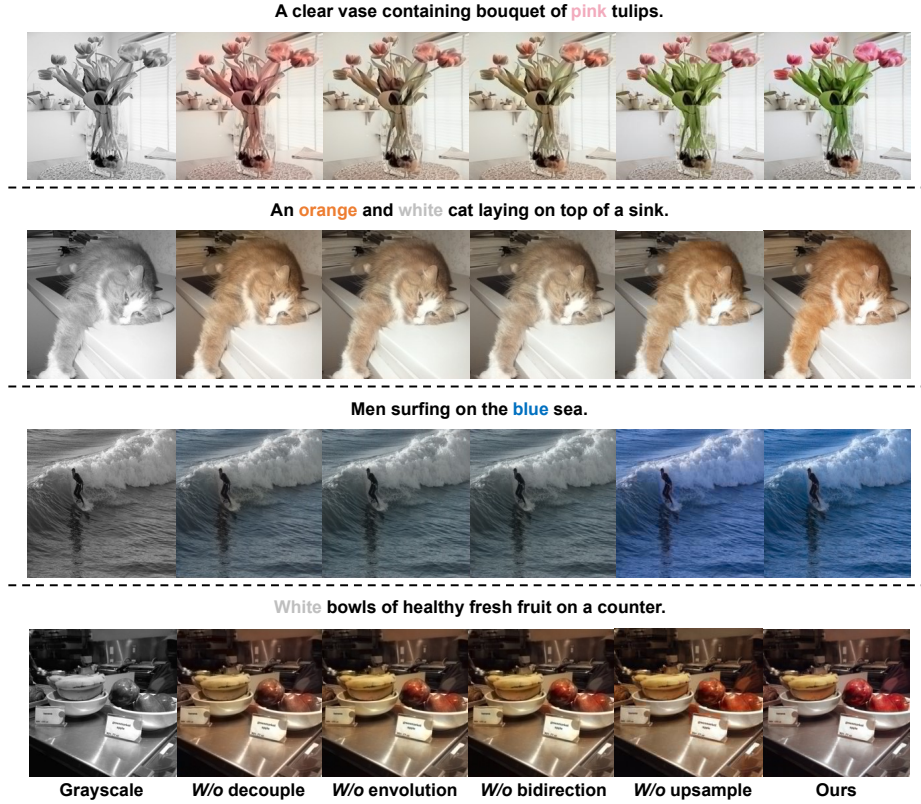 A clear vase containing bouquet of pink tulips.
An orange and white cat laying on top of a sink.
Men surfing on the blue sea.
White bowls of healthy fresh fruit on a counter.
Grayscale W/o decouple W/o envolution W/o bidirection W/o upsample Ours